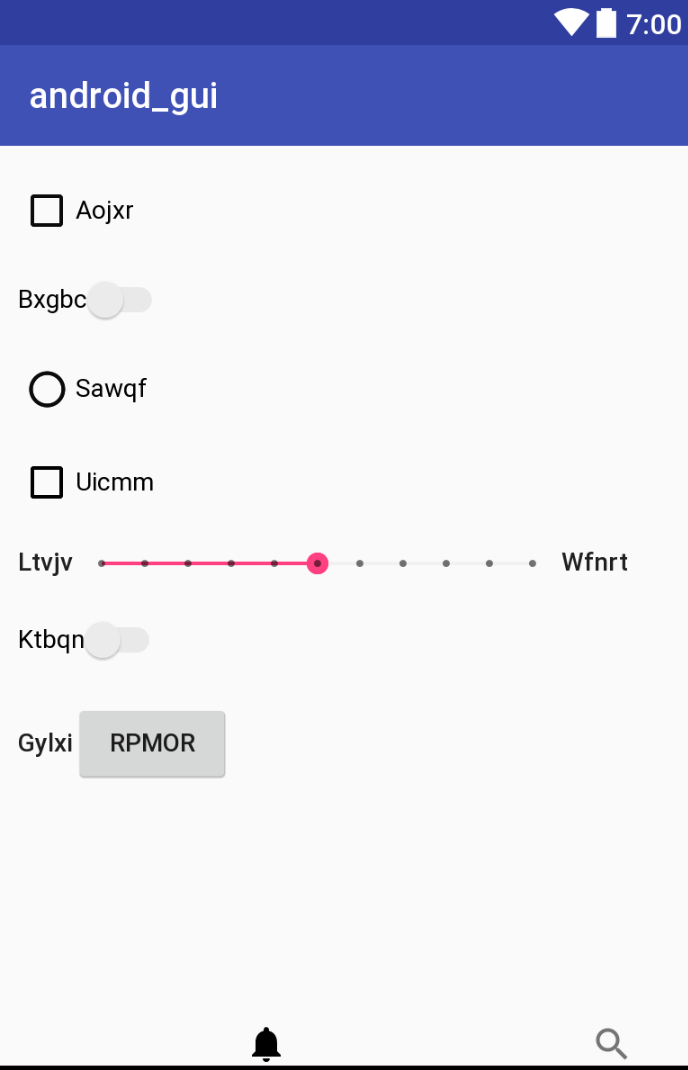 7:00
android_gui
Aojxr
Bxgbc
Sawqf
Uicmm
Ltvjv Wfnrt
Ktbqn
Gylxi RPMOR